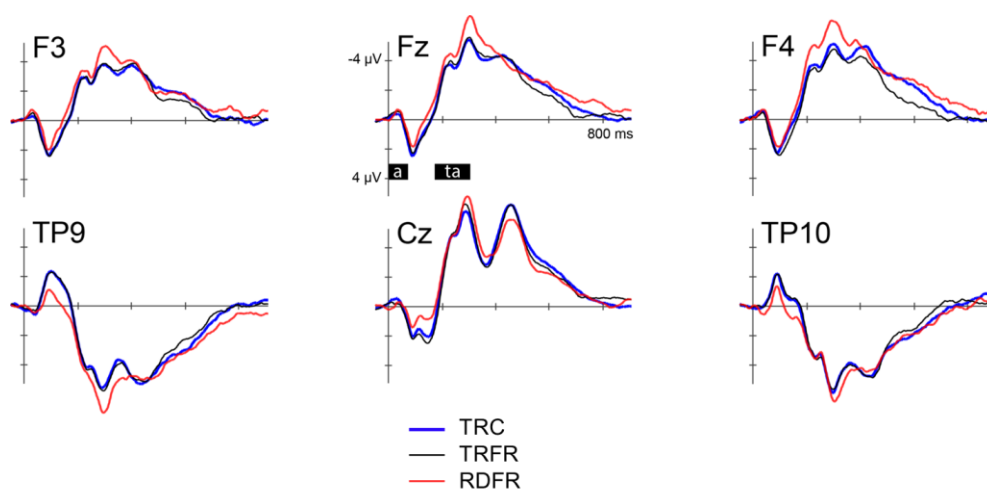 F3
Fz
F4
-4 µV
800 ms
a
ta
4 µV
TP9
Cz
TP10
TRC
TRFR
RDFR